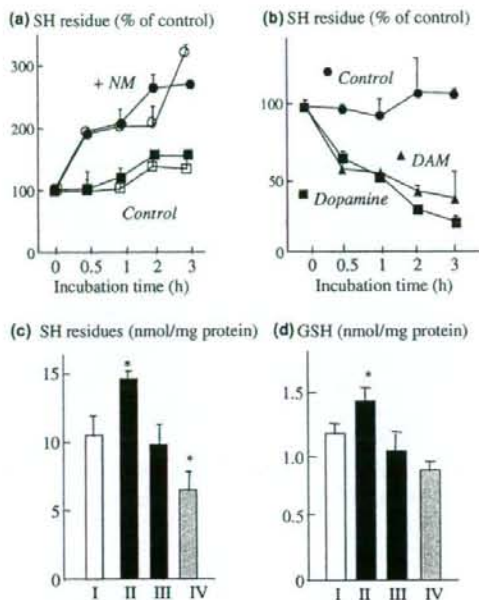 (a) SH residue (% of control)
300
200
100
0
+ NM
Control
0 0.5 1 2 3
Incubation time (h)
(b) SH residue (% of control)
100
50
0
Control
DAM
Dopamine
0 0.5 1 2 3
Incubation time (h)
(c) SH residues (nmol/mg protein)
15
10
5
0
*
*
I II III IV
(d) GSH (nmol/mg protein)
1.5
1.0
0.5
0
*
I II III IV